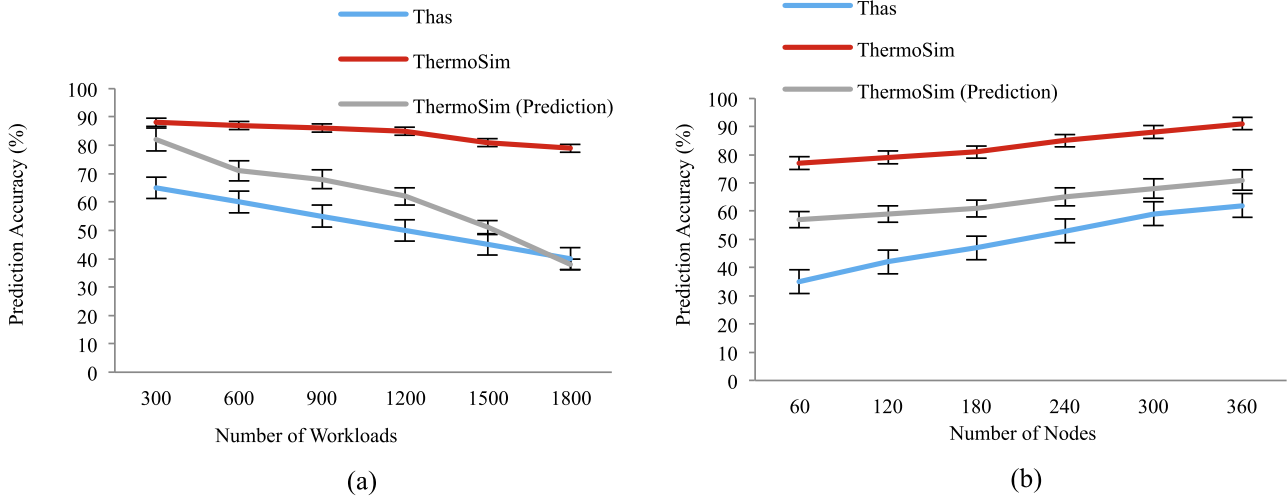 Thas
ThermoSim
ThermoSim (Prediction)
Prediction Accuracy (%)
100
90
80
70
60
50
40
30
20
10
0
300 600 900 1200 1500 1800
Number of Workloads
(a)
Thas
ThermoSim
ThermoSim (Prediction)
Prediction Accuracy (%)
100
90
80
70
60
50
40
30
20
10
0
60 120 180 240 300 360
Number of Nodes
(b)